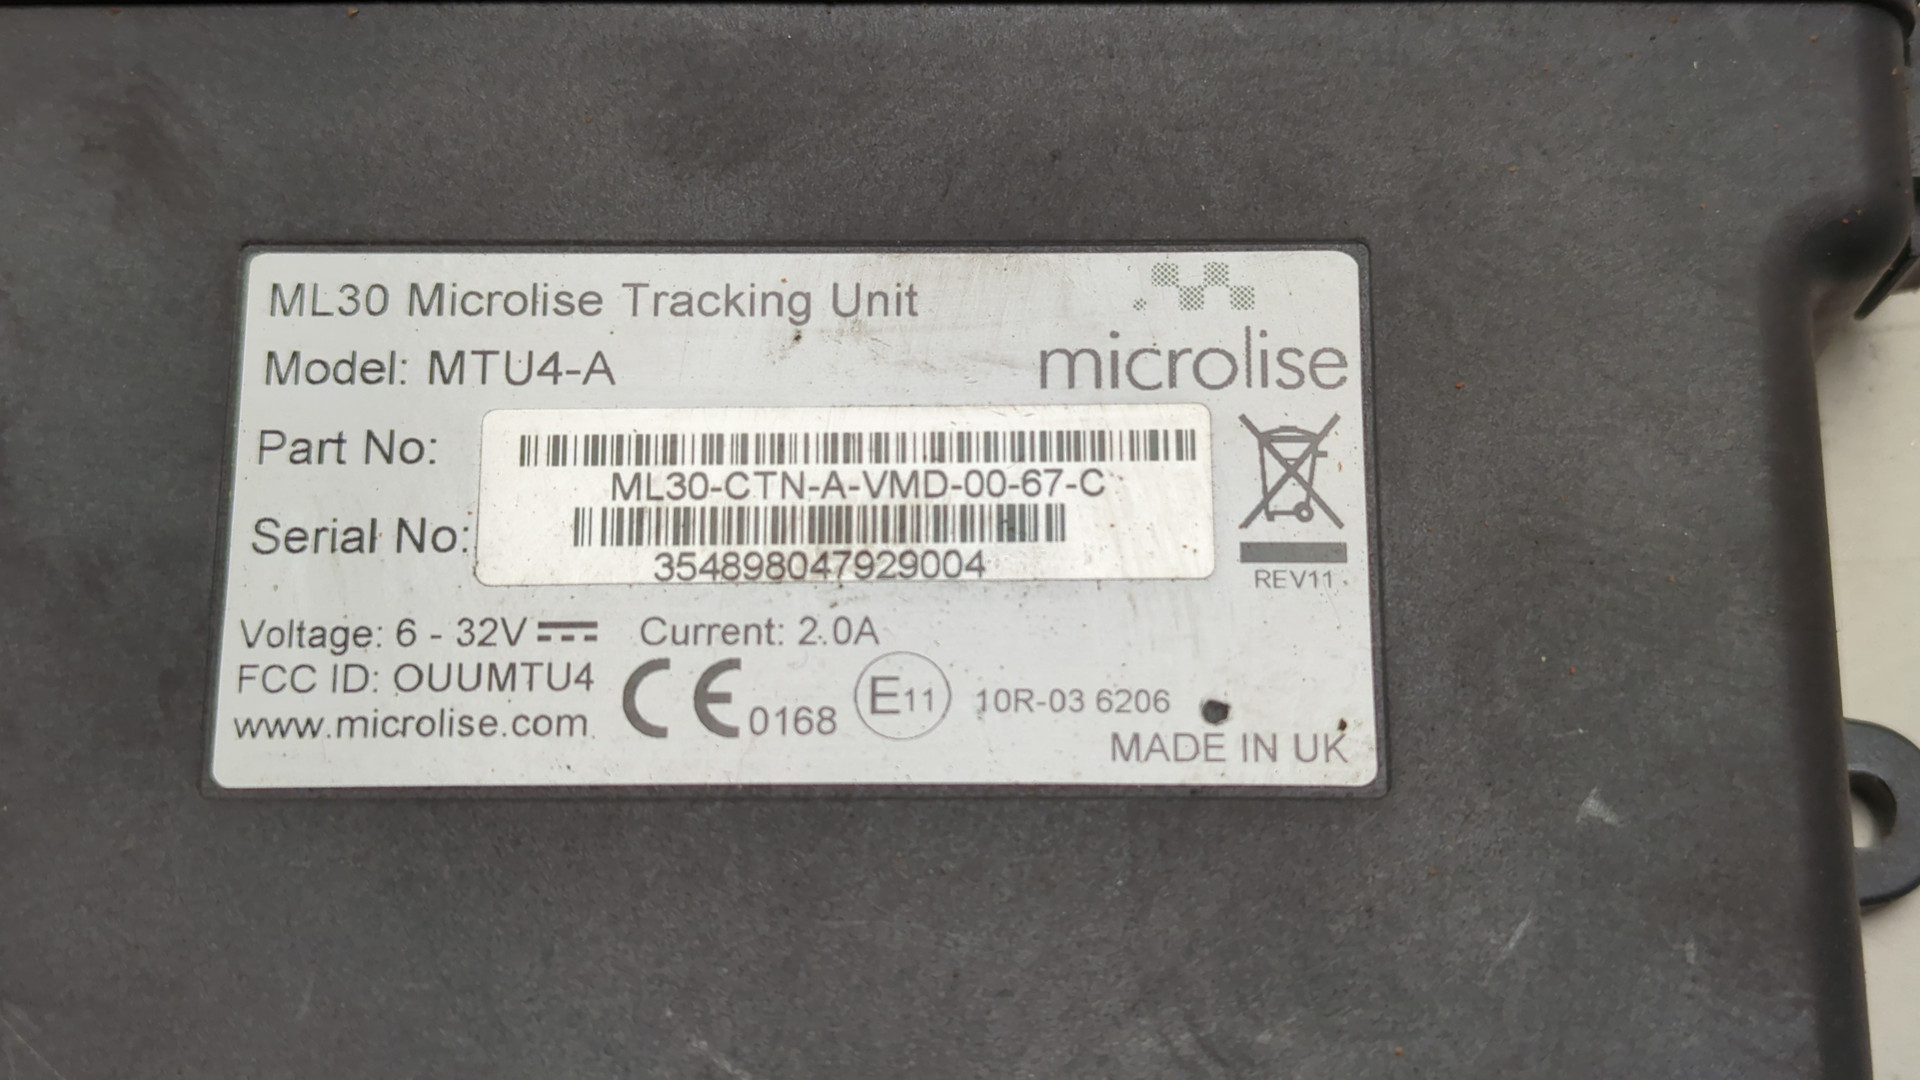 ML30 Microlise Tracking Unit
Model: MTU4-A
microlise
Part No:
ML30-CTN-A-VMD-00-67-C
Serial No:
354898047929004
REV11
Voltage: 6 - 32V Current: 2.0A
FCC ID: OUUMTU4
www.microlise.com
CE 0168
E11
10R-03 6206
MADE IN UK